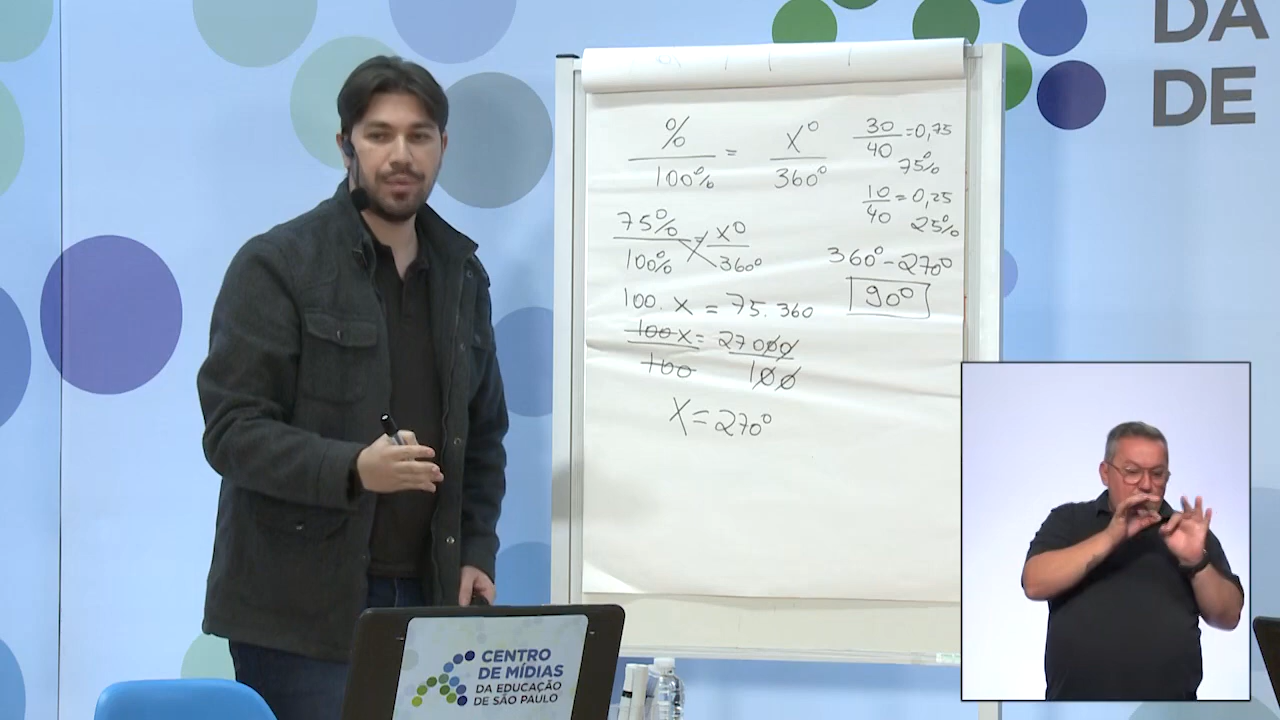 DA
DE
% / 100% = x° / 360°
75% / 100% = x° / 360°
100 . x = 75 . 360
100x / 100 = 27000 / 100
x = 270°
30 / 40 = 0,75
75%
10 / 40 = 0,25
25%
360° - 270°
90°
CENTRO
DE MÍDIAS
DA EDUCAÇÃO
DE SÃO PAULO